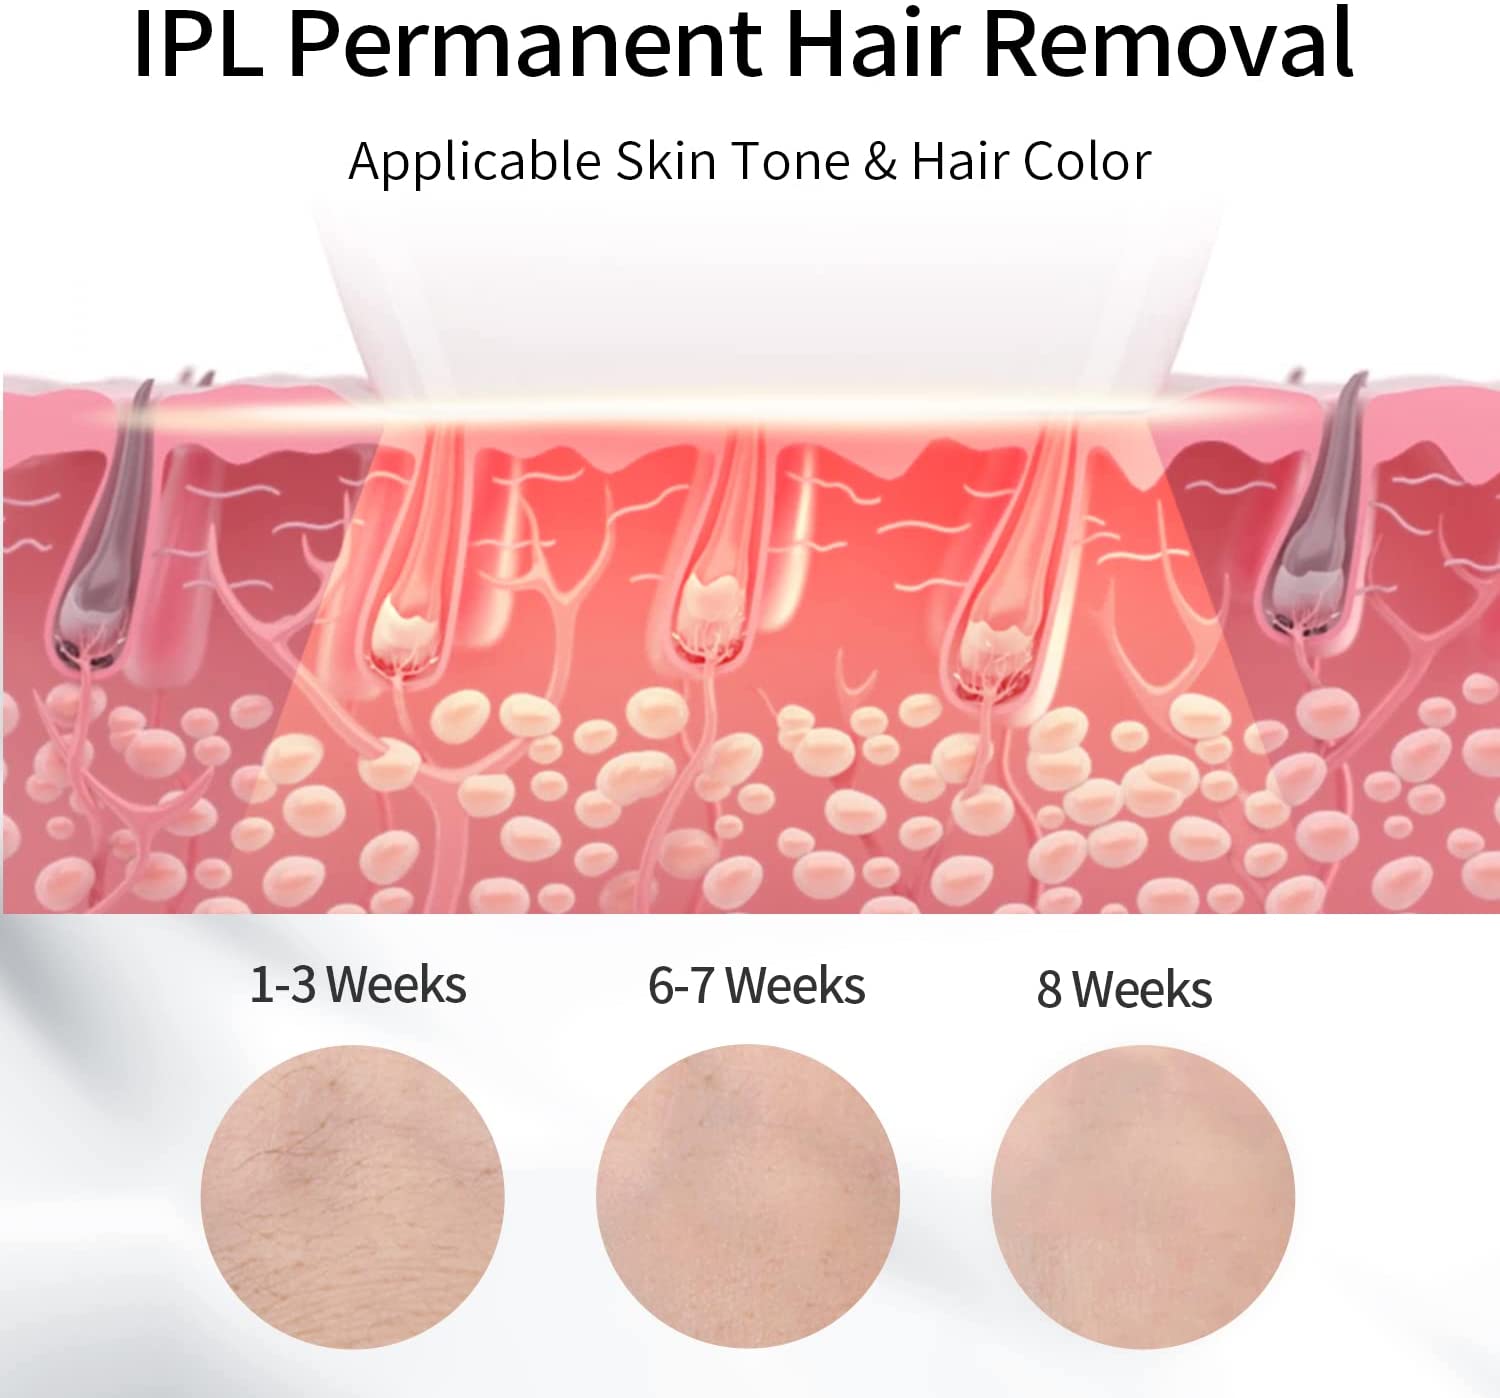 IPL Permanent Hair Removal
Applicable Skin Tone & Hair Color
1-3 Weeks
6-7 Weeks
8 Weeks